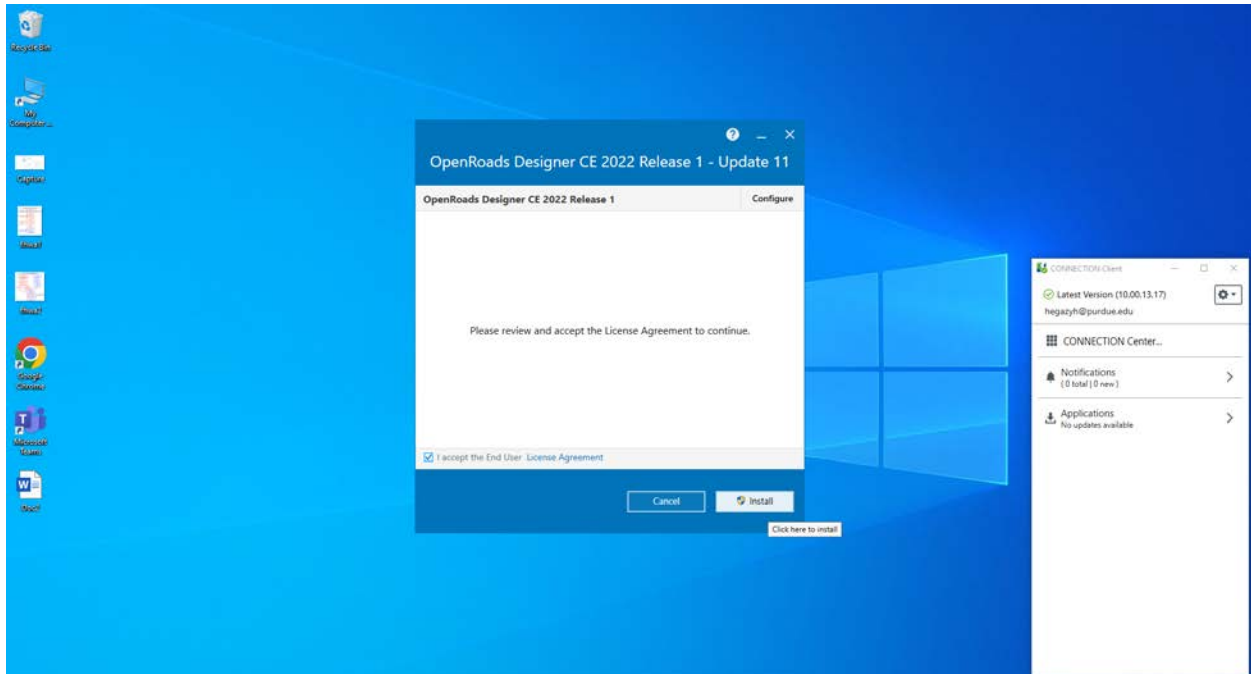 Recycle Bin
My
Computer ...
Capture
OpenRoads Designer CE 2022 Release 1 - Update 11
OpenRoads Designer CE 2022 Release 1
Configure
Please review and accept the License Agreement to continue.
I accept the End User License Agreement
Cancel
Install
Click here to install
Google
Chrome
Microsoft
Teams
CONNECTION Client
Latest Version (10.00.13.17)
hegazyh@purdue.edu
CONNECTION Center...
Notifications
( 0 total | 0 new )
Applications
No updates available